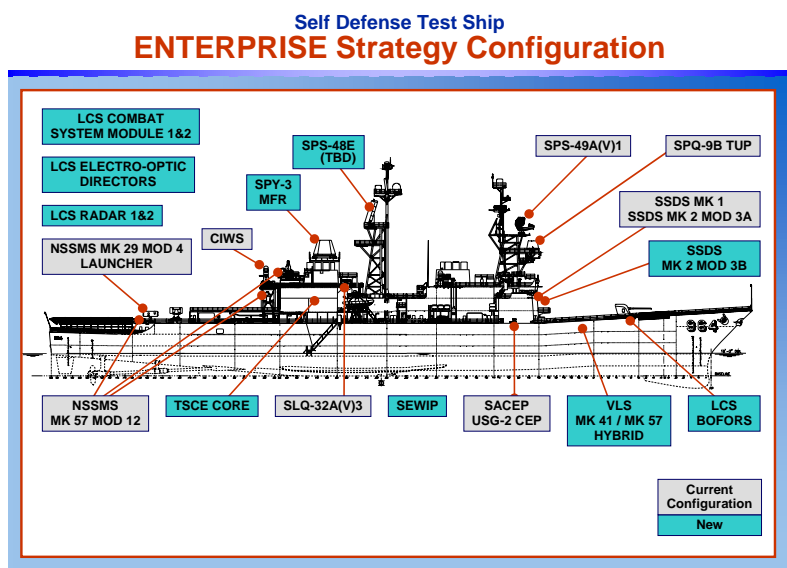 Self Defense Test Ship
ENTERPRISE Strategy Configuration
LCS COMBAT
SYSTEM MODULE 1&2
LCS ELECTRO-OPTIC
DIRECTORS
LCS RADAR 1&2
NSSMS MK 29 MOD 4
LAUNCHER
CIWS
SPY-3
MFR
SPS-48E
(TBD)
SPS-49A(V)1
SPQ-9B TUP
SSDS MK 1
SSDS MK 2 MOD 3A
SSDS
MK 2 MOD 3B
964
NSSMS
MK 57 MOD 12
TSCE CORE
SLQ-32A(V)3
SEWIP
SACEP
USG-2 CEP
VLS
MK 41 / MK 57
HYBRID
LCS
BOFORS
Current
Configuration
New